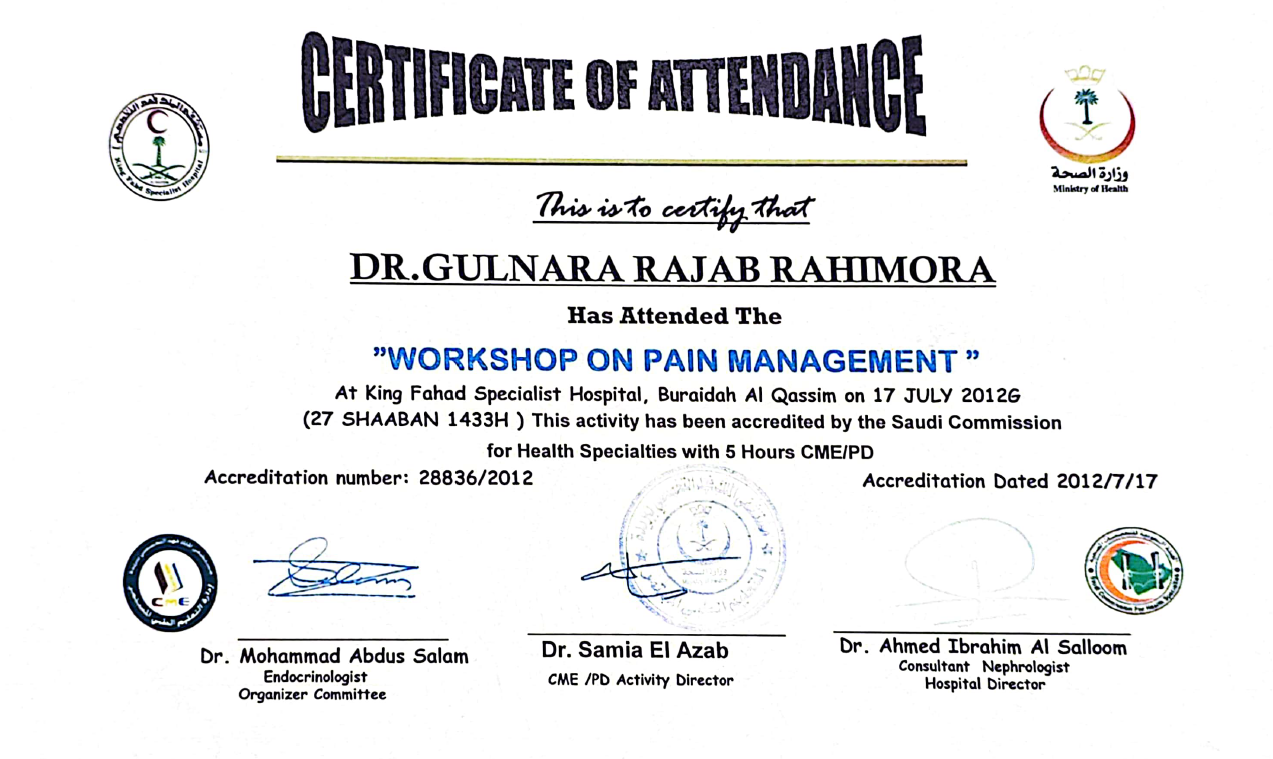 CERTIFICATE OF ATTENDANCE
King Fahd Specialist Hospital
وزارة الصحة
Ministry of Health
This is to certify that
DR.GULNARA RAJAB RAHIMORA
Has Attended The
”WORKSHOP ON PAIN MANAGEMENT ”
At King Fahad Specialist Hospital, Buraidah Al Qassim on 17 JULY 2012G
(27 SHAABAN 1433H ) This activity has been accredited by the Saudi Commission
for Health Specialties with 5 Hours CME/PD
Accreditation number: 28836/2012
Accreditation Dated 2012/7/17
CME
Dr. Mohammad Abdus Salam
Endocrinologist
Organizer Committee
Dr. Samia El Azab
CME /PD Activity Director
Dr. Ahmed Ibrahim Al Salloom
Consultant Nephrologist
Hospital Director